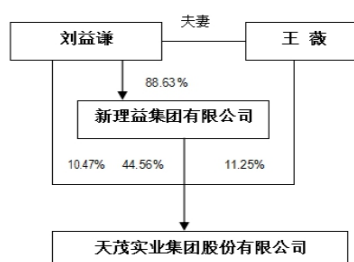 夫妻
刘益谦
王 薇
88.63%
新理益集团有限公司
10.47% 44.56% 11.25%
天茂实业集团股份有限公司